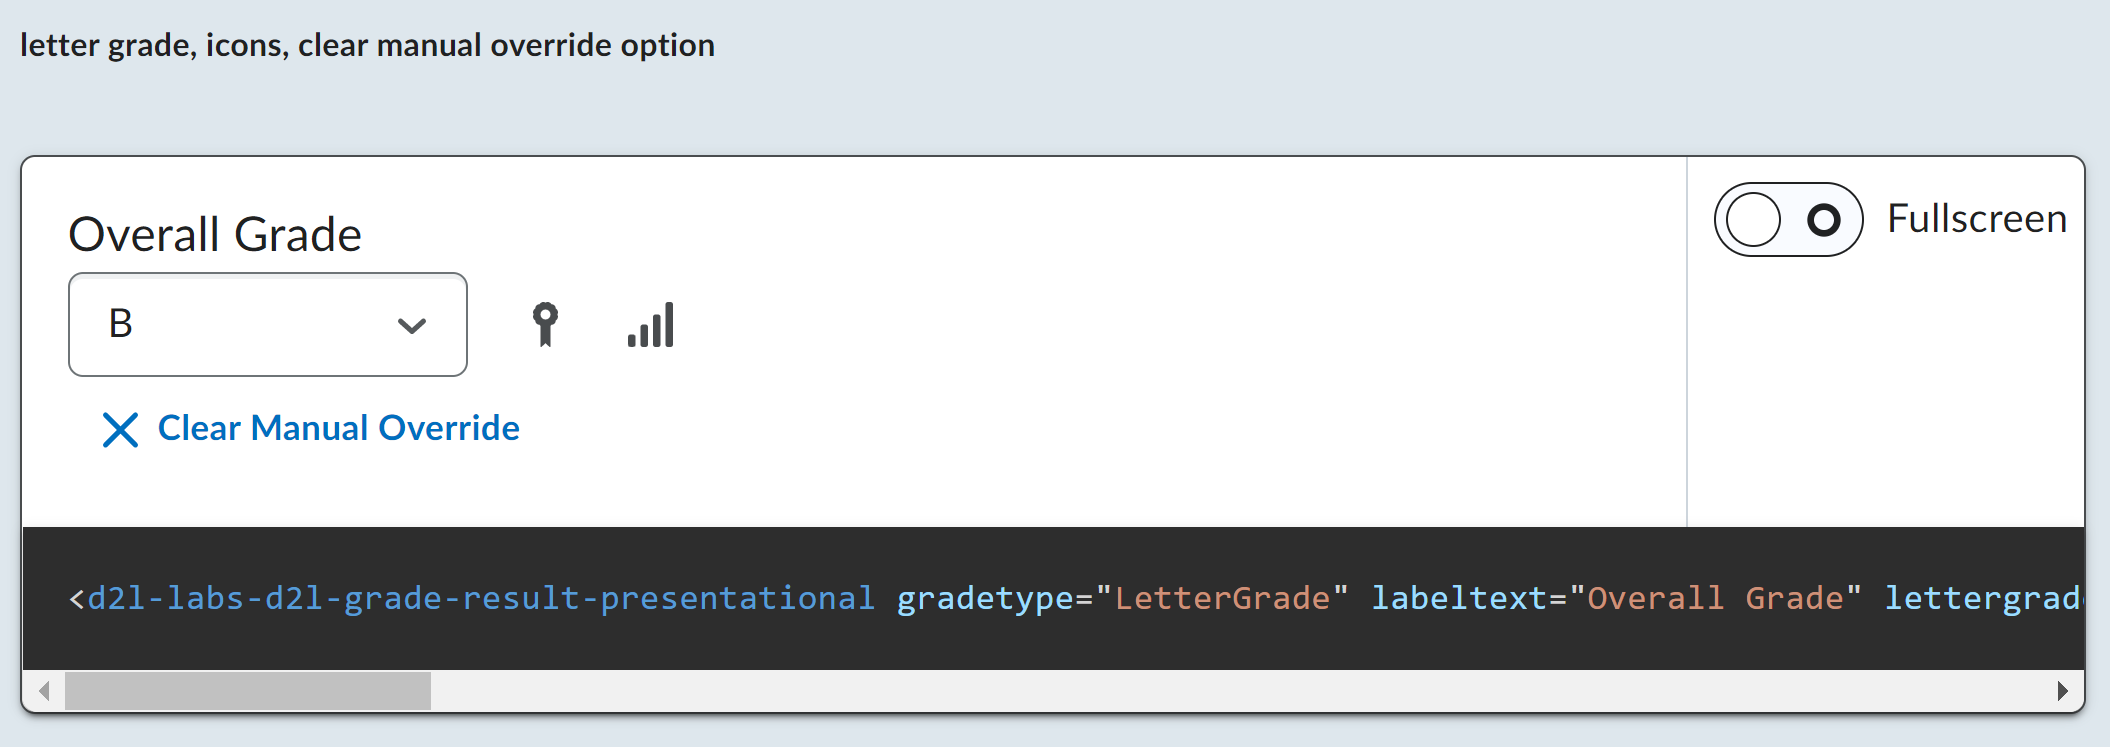 letter grade, icons, clear manual override option
Overall Grade
Fullscreen
B
Clear Manual Override
<d2l-labs-d2l-grade-result-presentational gradetype="LetterGrade" labeltext="Overall Grade" lettergrad